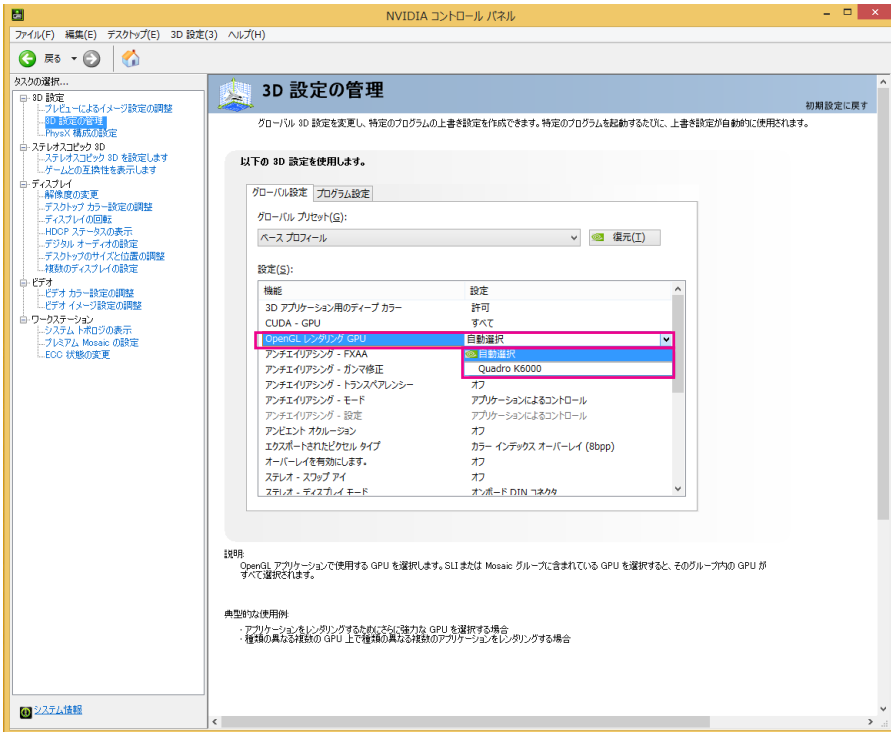 NVIDIA コントロール パネル
ファイル(F) 編集(E) デスクトップ(E) 3D 設定(3) ヘルプ(H)
戻る
タスクの選択...
3D 設定
プレビューによるイメージ設定の調整
3D 設定の管理
PhysX 構成の設定
ステレオスコピック 3D
ステレオスコピック 3D を設定します
ゲームとの互換性を表示します
ディスプレイ
解像度の変更
デスクトップ カラー設定の調整
ディスプレイの回転
HDCP ステータスの表示
デジタル オーディオの設定
デスクトップのサイズと位置の調整
複数のディスプレイの設定
ビデオ
ビデオ カラー設定の調整
ビデオ イメージ設定の調整
ワークステーション
システム トポロジの表示
プレミアム Mosaic の設定
ECC 状態の変更
システム情報
3D 設定の管理
初期設定に戻す
グローバル 3D 設定を変更し、特定のプログラムの上書き設定を作成できます。特定のプログラムを起動するたびに、上書き設定が自動的に使用されます。
以下の 3D 設定を使用します。
グローバル設定 プログラム設定
グローバル プリセット(G):
ベース プロファイル 復元(T)
設定(S):
機能 設定
3D アプリケーション用のディープ カラー 許可
CUDA - GPU すべて
OpenGL レンダリング GPU 自動選択
アンチエイリアシング - FXAA 自動選択
アンチエイリアシング - ガンマ修正 Quadro K6000
アンチエイリアシング - トランスペアレンシー オフ
アンチエイリアシング - モード アプリケーションによるコントロール
アンチエイリアシング - 設定 アプリケーションによるコントロール
アンビエント オクルージョン オフ
エクスポートされたピクセル タイプ カラー インデックス オーバーレイ (8bpp)
オーバーレイを有効にします。 オフ
ステレオ - スワップ アイ オフ
ステレオ - ディスプレイ モード オンボード DIN コネクタ
説明:
OpenGL アプリケーションで使用する GPU を選択します。SLI または Mosaic グループに含まれている GPU を選択すると、そのグループ内の GPU が
すべて選択されます。
典型的な使用例:
・アプリケーションをレンダリングするためにさらに強力な GPU を選択する場合
・種類の異なる複数の GPU 上で種類の異なる複数のアプリケーションをレンダリングする場合